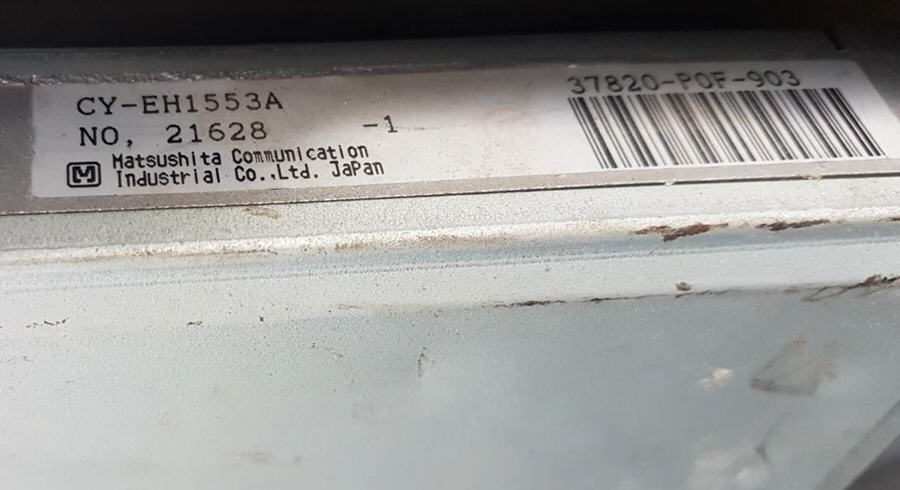 CY-EH1553A
NO, 21628 -1
M Matsushita Communication
Industrial Co.,Ltd. JaPan
37820-P0F-903